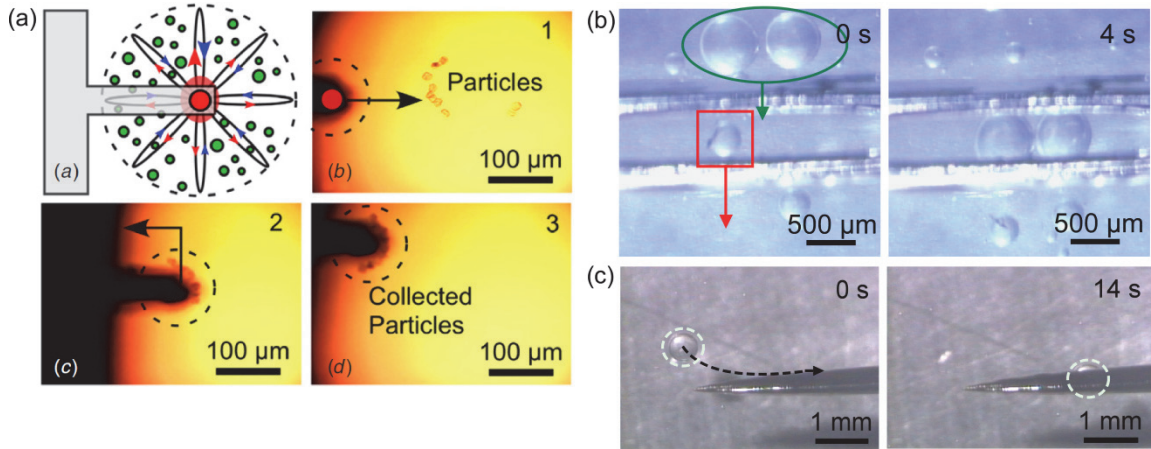 (a)
(a)
1
Particles
100 µm
(b)
2
100 µm
(c)
3
Collected
Particles
100 µm
(d)
(b)
0 s
500 µm
4 s
500 µm
(c)
0 s
1 mm
14 s
1 mm